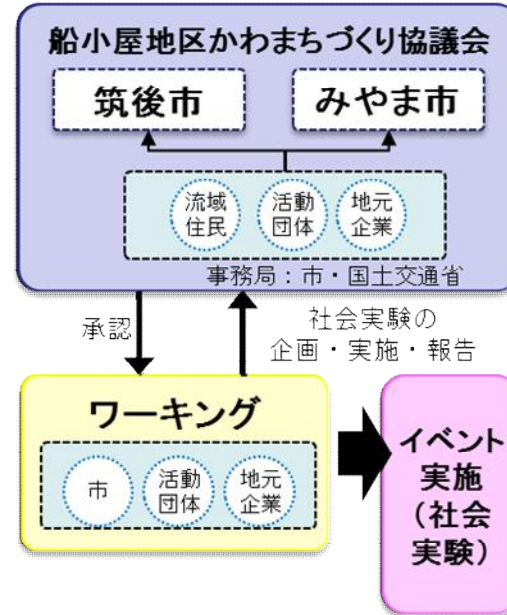 船小屋地区かわまちづくり協議会
筑後市
みやま市
流域
住民
活動
団体
地元
企業
事務局：市・国土交通省
承認
社会実験の
企画・実施・報告
ワーキング
市
活動
団体
地元
企業
イベント
実施
（社会
実験）